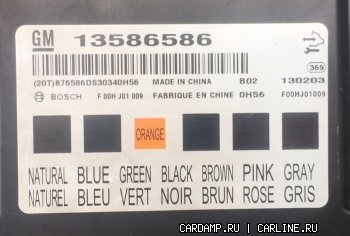 GM 13586586
369
(20T)876586DS30340H56 MADE IN CHINA B02 130203
BOSCH F 00H J01 009 FABRIQUE EN CHINE 0H56 F00HJ01009
ORANGE
NATURAL BLUE GREEN BLACK BROWN PINK GRAY
NATUREL BLEU VERT NOIR BRUN ROSE GRIS
CARDAMP.RU | CARLINE.RU